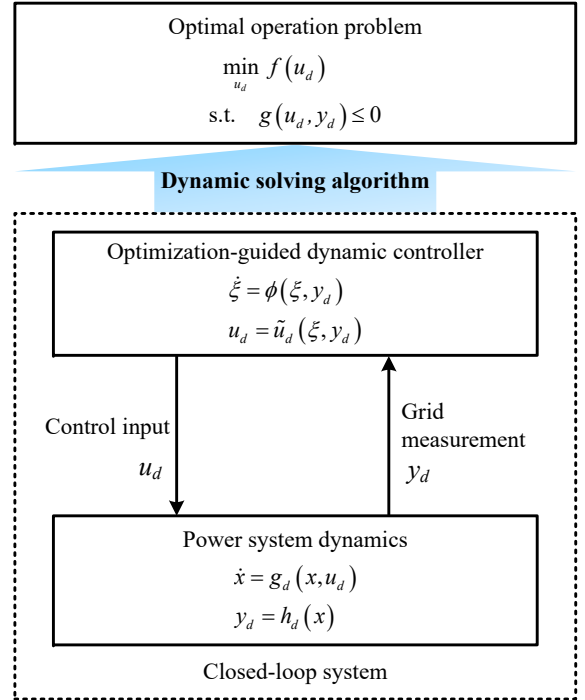 Optimal operation problem
min f(u_d)
u_d
s.t. g(u_d, y_d) ≤ 0
Dynamic solving algorithm
Optimization-guided dynamic controller
ξ̇ = ϕ(ξ, y_d)
u_d = ũ_d(ξ, y_d)
Control input
u_d
Grid
measurement
y_d
Power system dynamics
ẋ = g_d(x, u_d)
y_d = h_d(x)
Closed-loop system